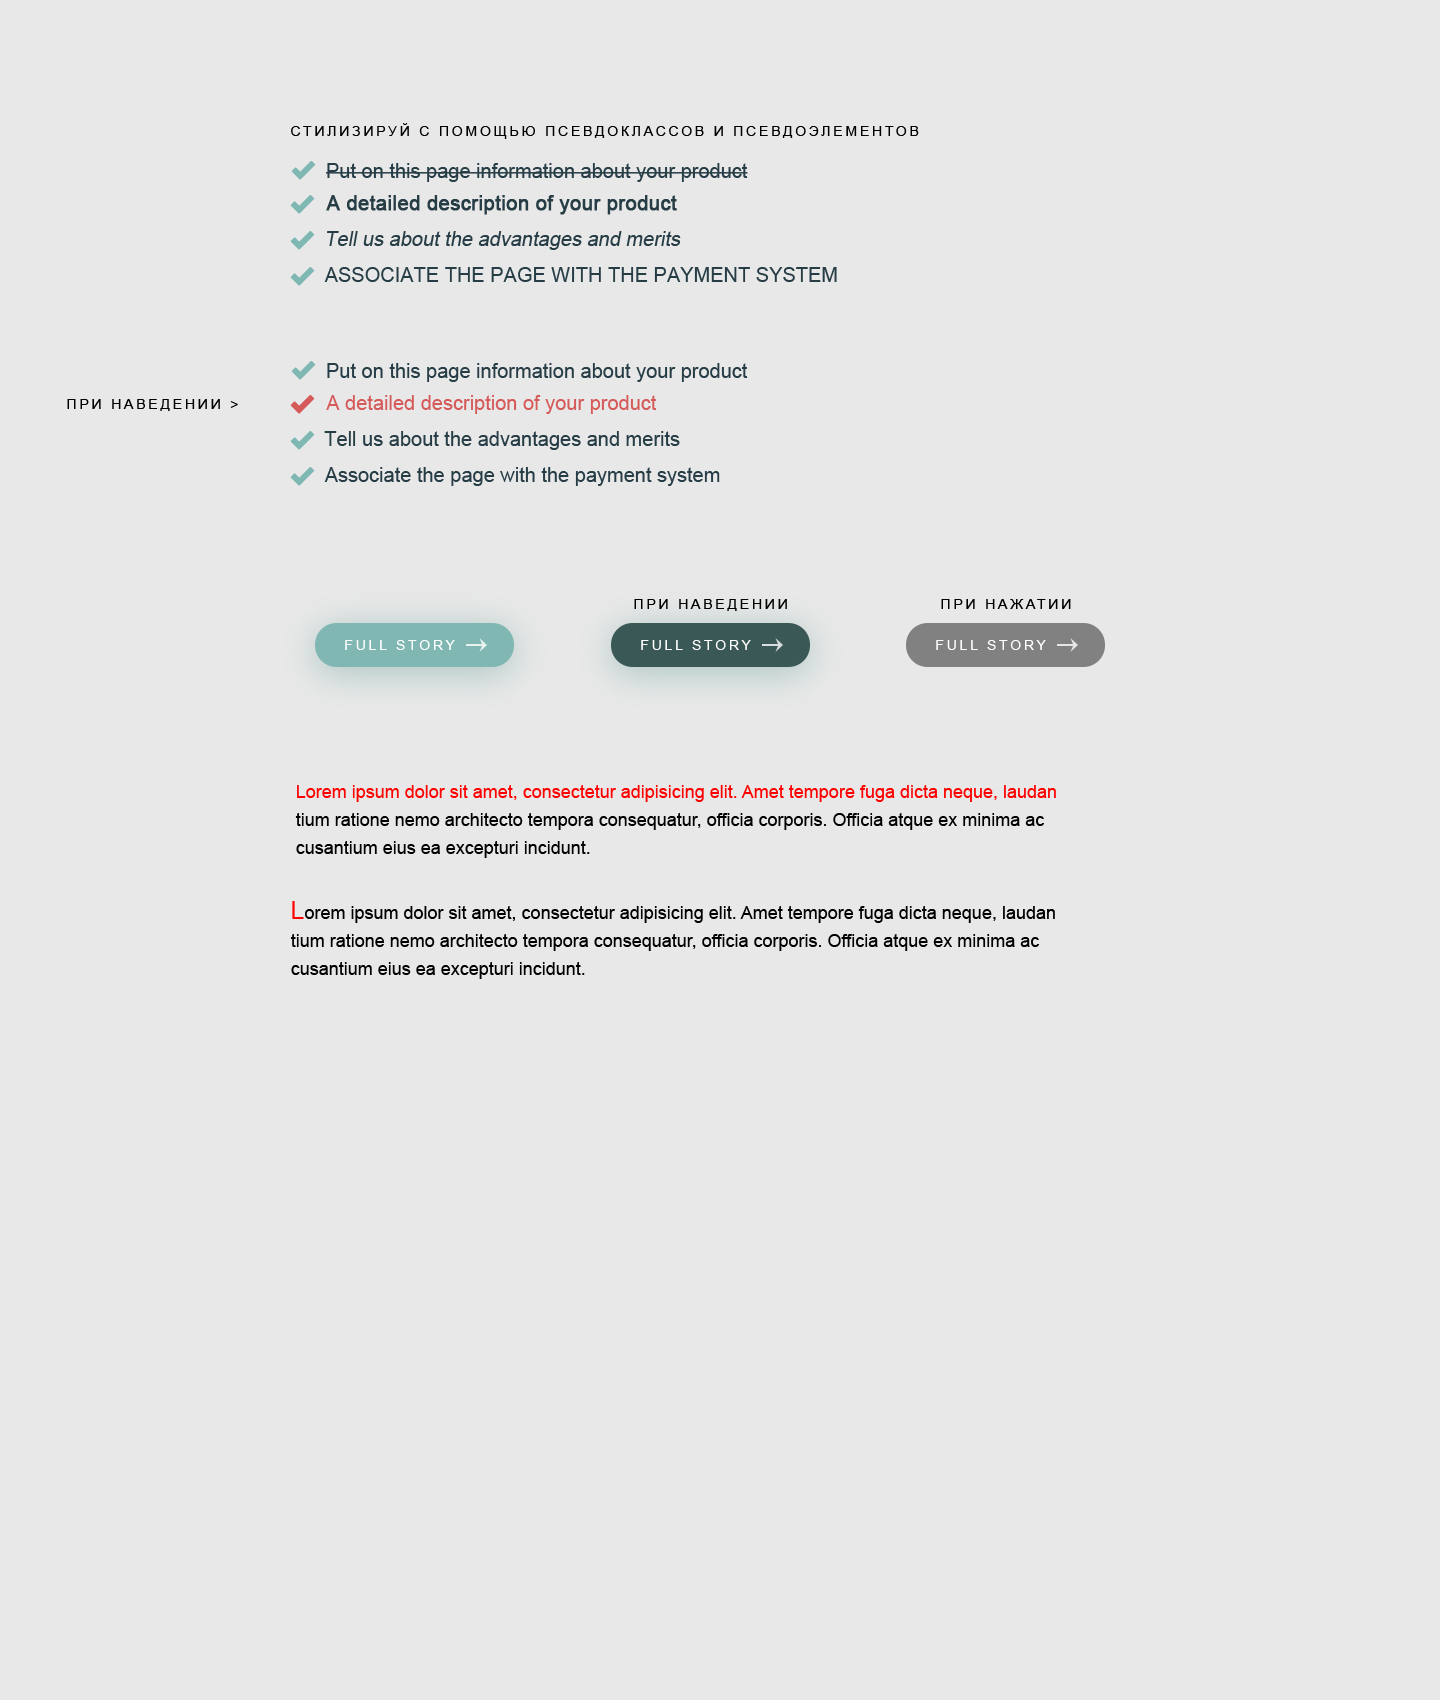 СТИЛИЗИРУЙ С ПОМОЩЬЮ ПСЕВДОКЛАССОВ И ПСЕВДОЭЛЕМЕНТОВ
Put on this page information about your product
A detailed description of your product
Tell us about the advantages and merits
ASSOCIATE THE PAGE WITH THE PAYMENT SYSTEM
Put on this page information about your product
ПРИ НАВЕДЕНИИ > A detailed description of your product
Tell us about the advantages and merits
Associate the page with the payment system
ПРИ НАВЕДЕНИИ ПРИ НАЖАТИИ
FULL STORY FULL STORY FULL STORY
Lorem ipsum dolor sit amet, consectetur adipisicing elit. Amet tempore fuga dicta neque, laudan
tium ratione nemo architecto tempora consequatur, officia corporis. Officia atque ex minima ac
cusantium eius ea excepturi incidunt.
Lorem ipsum dolor sit amet, consectetur adipisicing elit. Amet tempore fuga dicta neque, laudan
tium ratione nemo architecto tempora consequatur, officia corporis. Officia atque ex minima ac
cusantium eius ea excepturi incidunt.